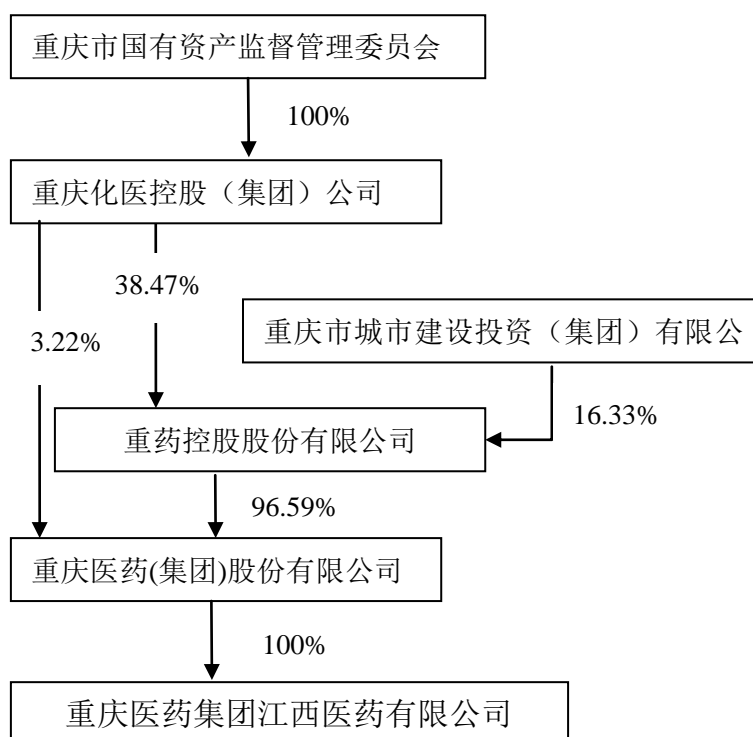 重庆市国有资产监督管理委员会
100%
重庆化医控股（集团）公司
38.47%
3.22%
重庆市城市建设投资（集团）有限公
16.33%
重药控股股份有限公司
96.59%
重庆医药(集团)股份有限公司
100%
重庆医药集团江西医药有限公司